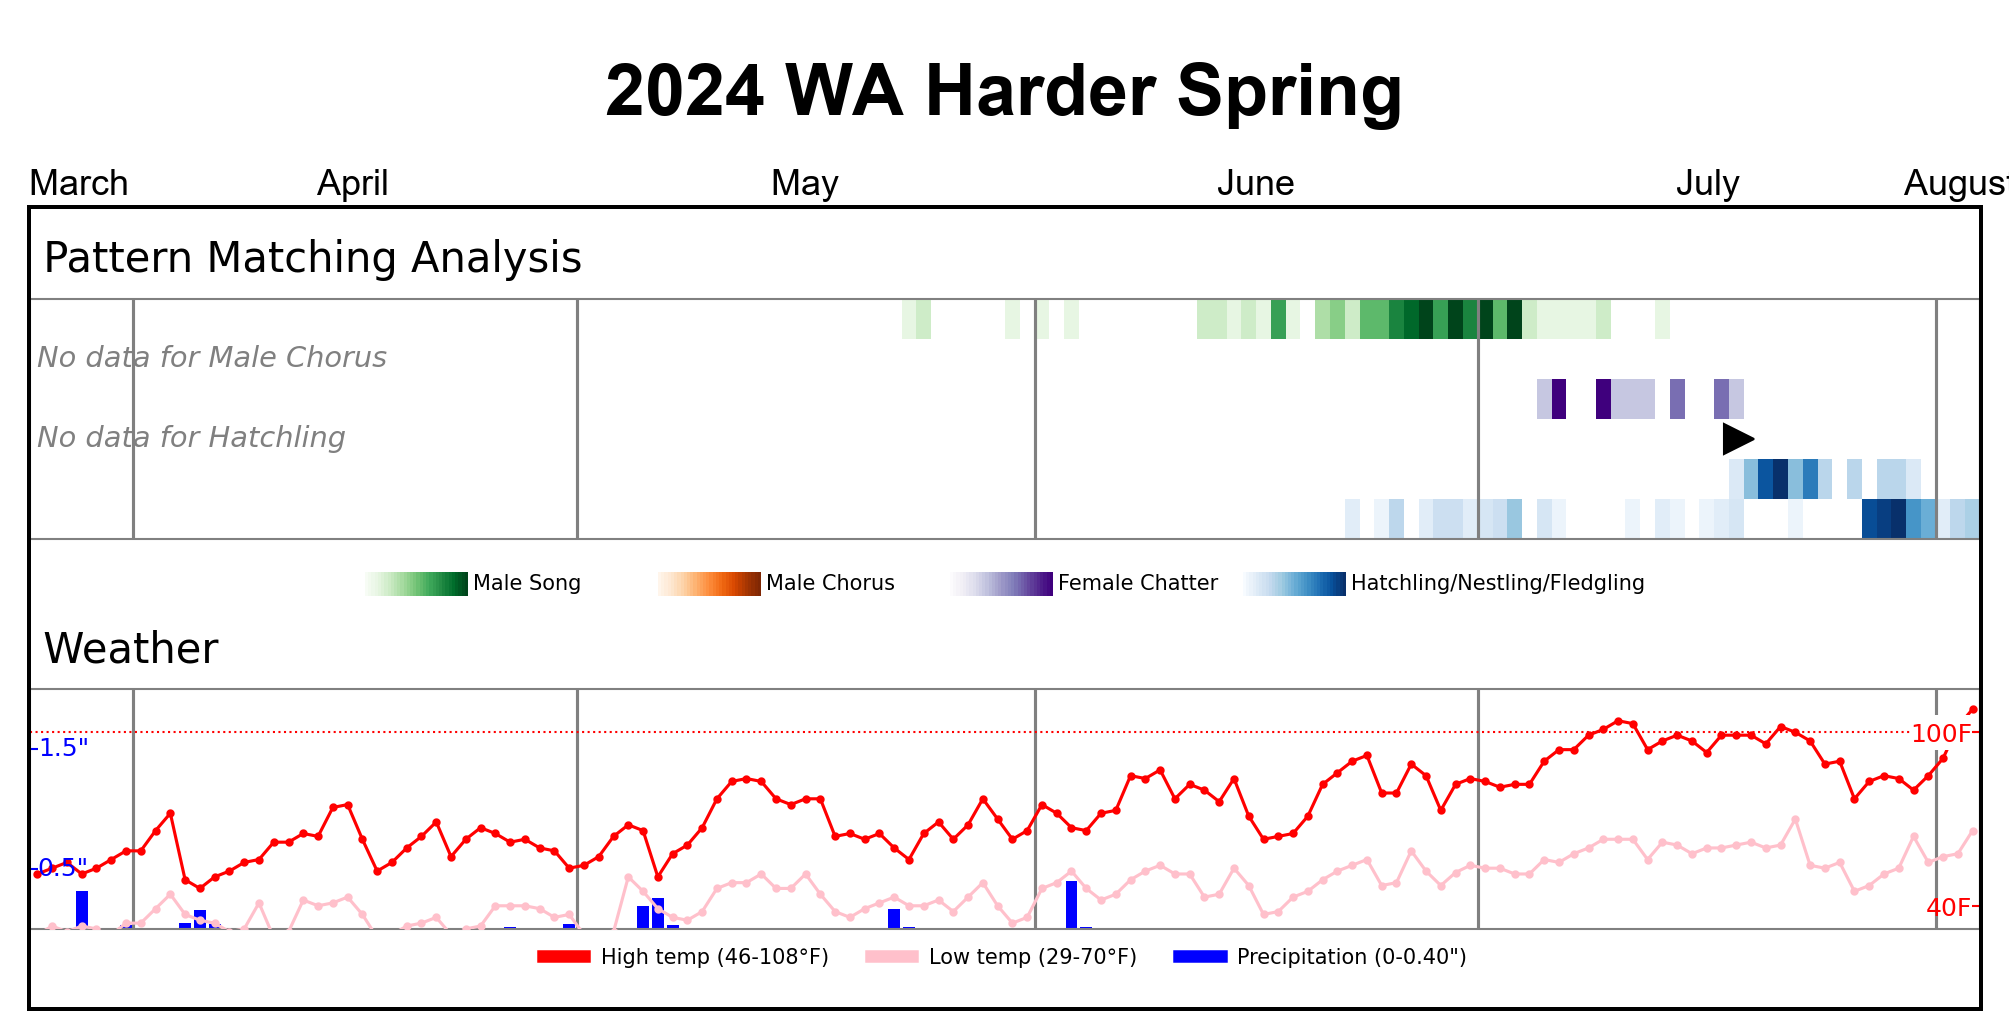 2024 WA Harder Spring
March April May June July August
Pattern Matching Analysis
No data for Male Chorus
No data for Hatchling
Male Song Male Chorus Female Chatter Hatchling/Nestling/Fledgling
Weather
100F
1.5"
0.5"
40F
High temp (46-108°F) Low temp (29-70°F) Precipitation (0-0.40")